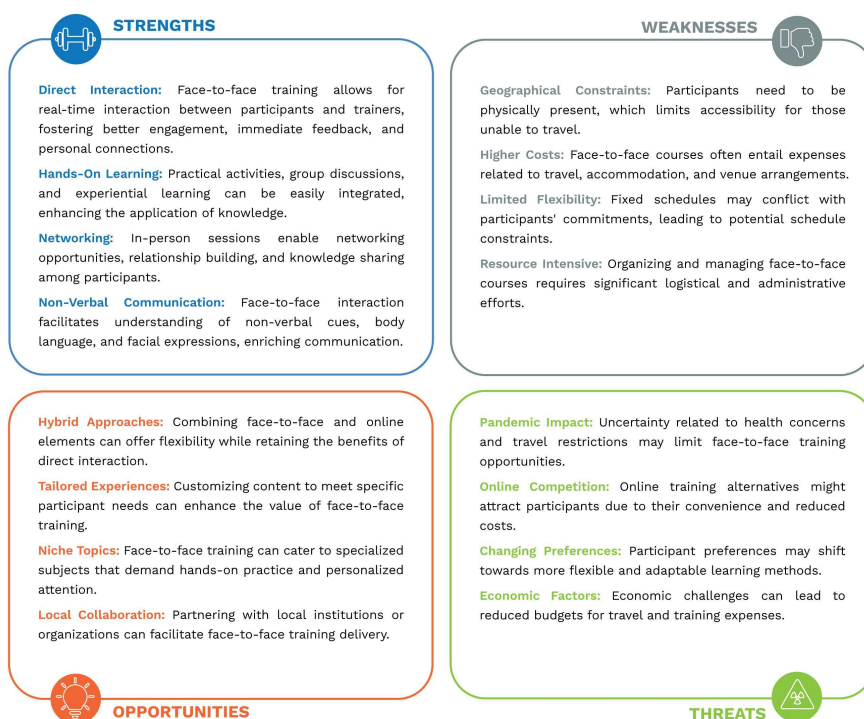 STRENGTHS
Direct Interaction: Face-to-face training allows for
real-time interaction between participants and trainers,
fostering better engagement, immediate feedback, and
personal connections.
Hands-On Learning: Practical activities, group discussions,
and experiential learning can be easily integrated,
enhancing the application of knowledge.
Networking: In-person sessions enable networking
opportunities, relationship building, and knowledge sharing
among participants.
Non-Verbal Communication: Face-to-face interaction
facilitates understanding of non-verbal cues, body
language, and facial expressions, enriching communication.
WEAKNESSES
Geographical Constraints: Participants need to be
physically present, which limits accessibility for those
unable to travel.
Higher Costs: Face-to-face courses often entail expenses
related to travel, accommodation, and venue arrangements.
Limited Flexibility: Fixed schedules may conflict with
participants' commitments, leading to potential schedule
constraints.
Resource Intensive: Organizing and managing face-to-face
courses requires significant logistical and administrative
efforts.
Hybrid Approaches: Combining face-to-face and online
elements can offer flexibility while retaining the benefits of
direct interaction.
Tailored Experiences: Customizing content to meet specific
participant needs can enhance the value of face-to-face
training.
Niche Topics: Face-to-face training can cater to specialized
subjects that demand hands-on practice and personalized
attention.
Local Collaboration: Partnering with local institutions or
organizations can facilitate face-to-face training delivery.
OPPORTUNITIES
Pandemic Impact: Uncertainty related to health concerns
and travel restrictions may limit face-to-face training
opportunities.
Online Competition: Online training alternatives might
attract participants due to their convenience and reduced
costs.
Changing Preferences: Participant preferences may shift
towards more flexible and adaptable learning methods.
Economic Factors: Economic challenges can lead to
reduced budgets for travel and training expenses.
THREATS